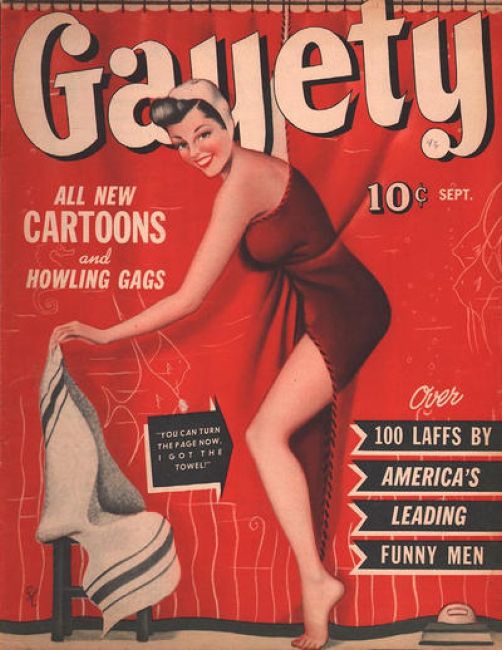 Gayety
10¢ SEPT.
ALL NEW
CARTOONS
and
HOWLING GAGS
"YOU CAN TURN
THE PAGE NOW,
I GOT THE
TOWEL!"
Over
100 LAFFS BY
AMERICA'S
LEADING
FUNNY MEN